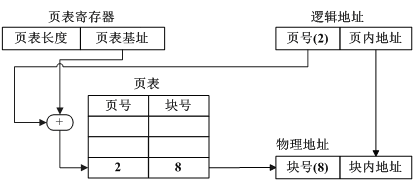 页表寄存器
逻辑地址
页表长度 页表基址
页号(2) 页内地址
页表
页号 块号
+
物理地址
2 8
块号(8) 块内地址